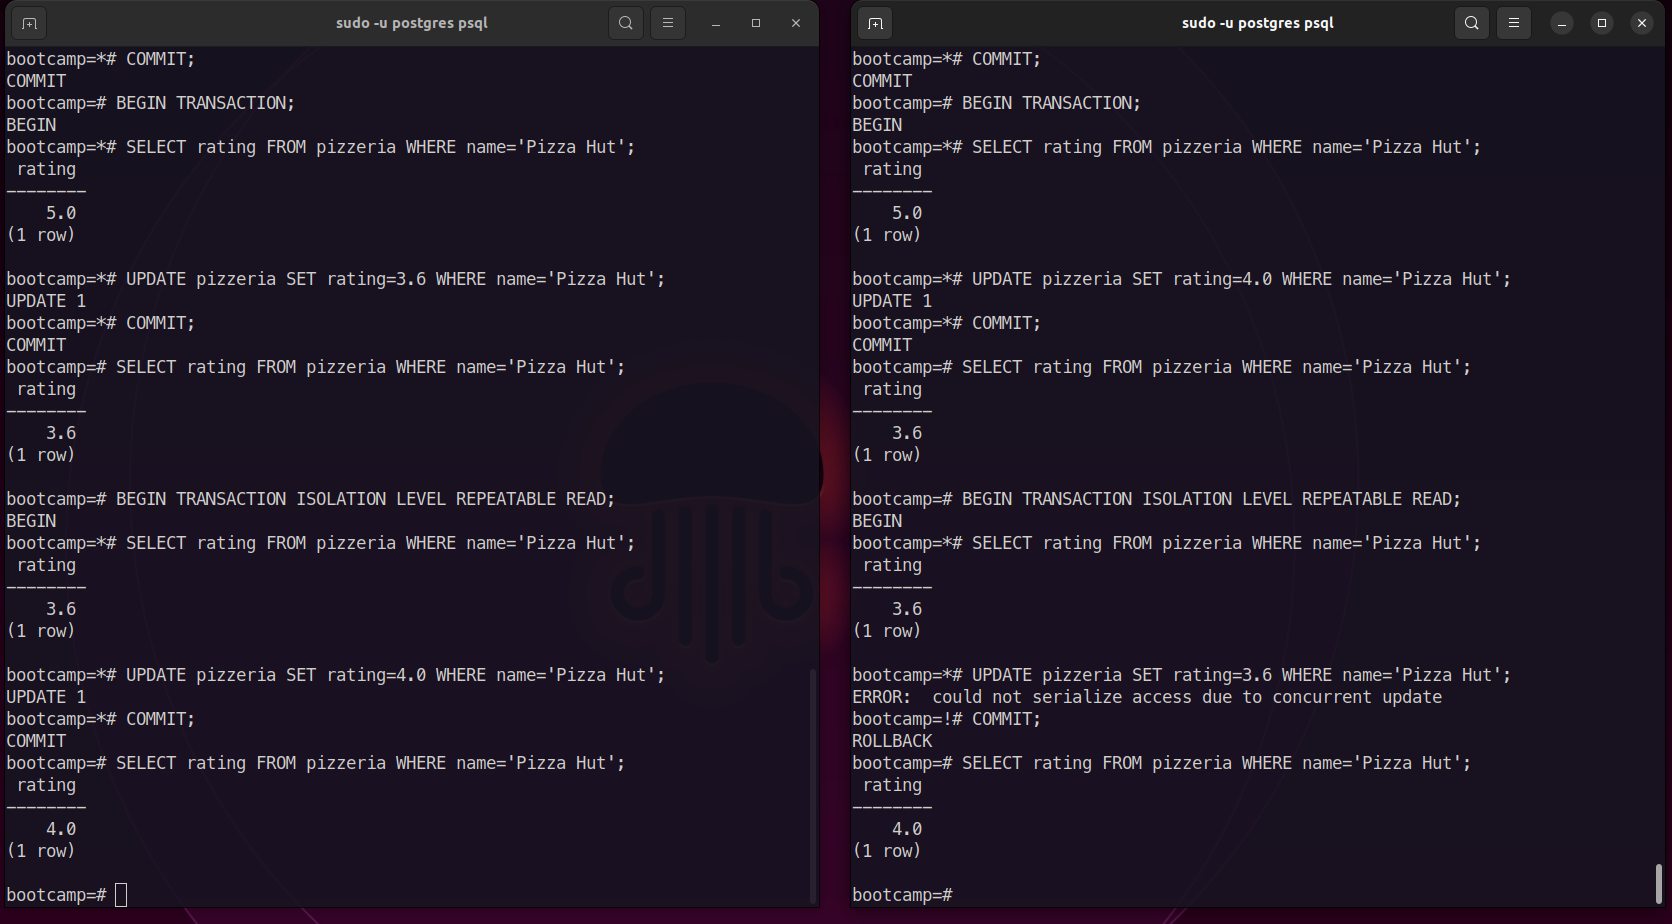 sudo -u postgres psql
bootcamp=*# COMMIT;
COMMIT
bootcamp=# BEGIN TRANSACTION;
BEGIN
bootcamp=*# SELECT rating FROM pizzeria WHERE name='Pizza Hut';
 rating
--------
    5.0
(1 row)

bootcamp=*# UPDATE pizzeria SET rating=3.6 WHERE name='Pizza Hut';
UPDATE 1
bootcamp=*# COMMIT;
COMMIT
bootcamp=# SELECT rating FROM pizzeria WHERE name='Pizza Hut';
 rating
--------
    3.6
(1 row)

bootcamp=# BEGIN TRANSACTION ISOLATION LEVEL REPEATABLE READ;
BEGIN
bootcamp=*# SELECT rating FROM pizzeria WHERE name='Pizza Hut';
 rating
--------
    3.6
(1 row)

bootcamp=*# UPDATE pizzeria SET rating=4.0 WHERE name='Pizza Hut';
UPDATE 1
bootcamp=*# COMMIT;
COMMIT
bootcamp=# SELECT rating FROM pizzeria WHERE name='Pizza Hut';
 rating
--------
    4.0
(1 row)

bootcamp=#
sudo -u postgres psql
bootcamp=*# COMMIT;
COMMIT
bootcamp=# BEGIN TRANSACTION;
BEGIN
bootcamp=*# SELECT rating FROM pizzeria WHERE name='Pizza Hut';
 rating
--------
    5.0
(1 row)

bootcamp=*# UPDATE pizzeria SET rating=4.0 WHERE name='Pizza Hut';
UPDATE 1
bootcamp=*# COMMIT;
COMMIT
bootcamp=# SELECT rating FROM pizzeria WHERE name='Pizza Hut';
 rating
--------
    3.6
(1 row)

bootcamp=# BEGIN TRANSACTION ISOLATION LEVEL REPEATABLE READ;
BEGIN
bootcamp=*# SELECT rating FROM pizzeria WHERE name='Pizza Hut';
 rating
--------
    3.6
(1 row)

bootcamp=*# UPDATE pizzeria SET rating=3.6 WHERE name='Pizza Hut';
ERROR:  could not serialize access due to concurrent update
bootcamp=!# COMMIT;
ROLLBACK
bootcamp=# SELECT rating FROM pizzeria WHERE name='Pizza Hut';
 rating
--------
    4.0
(1 row)

bootcamp=#